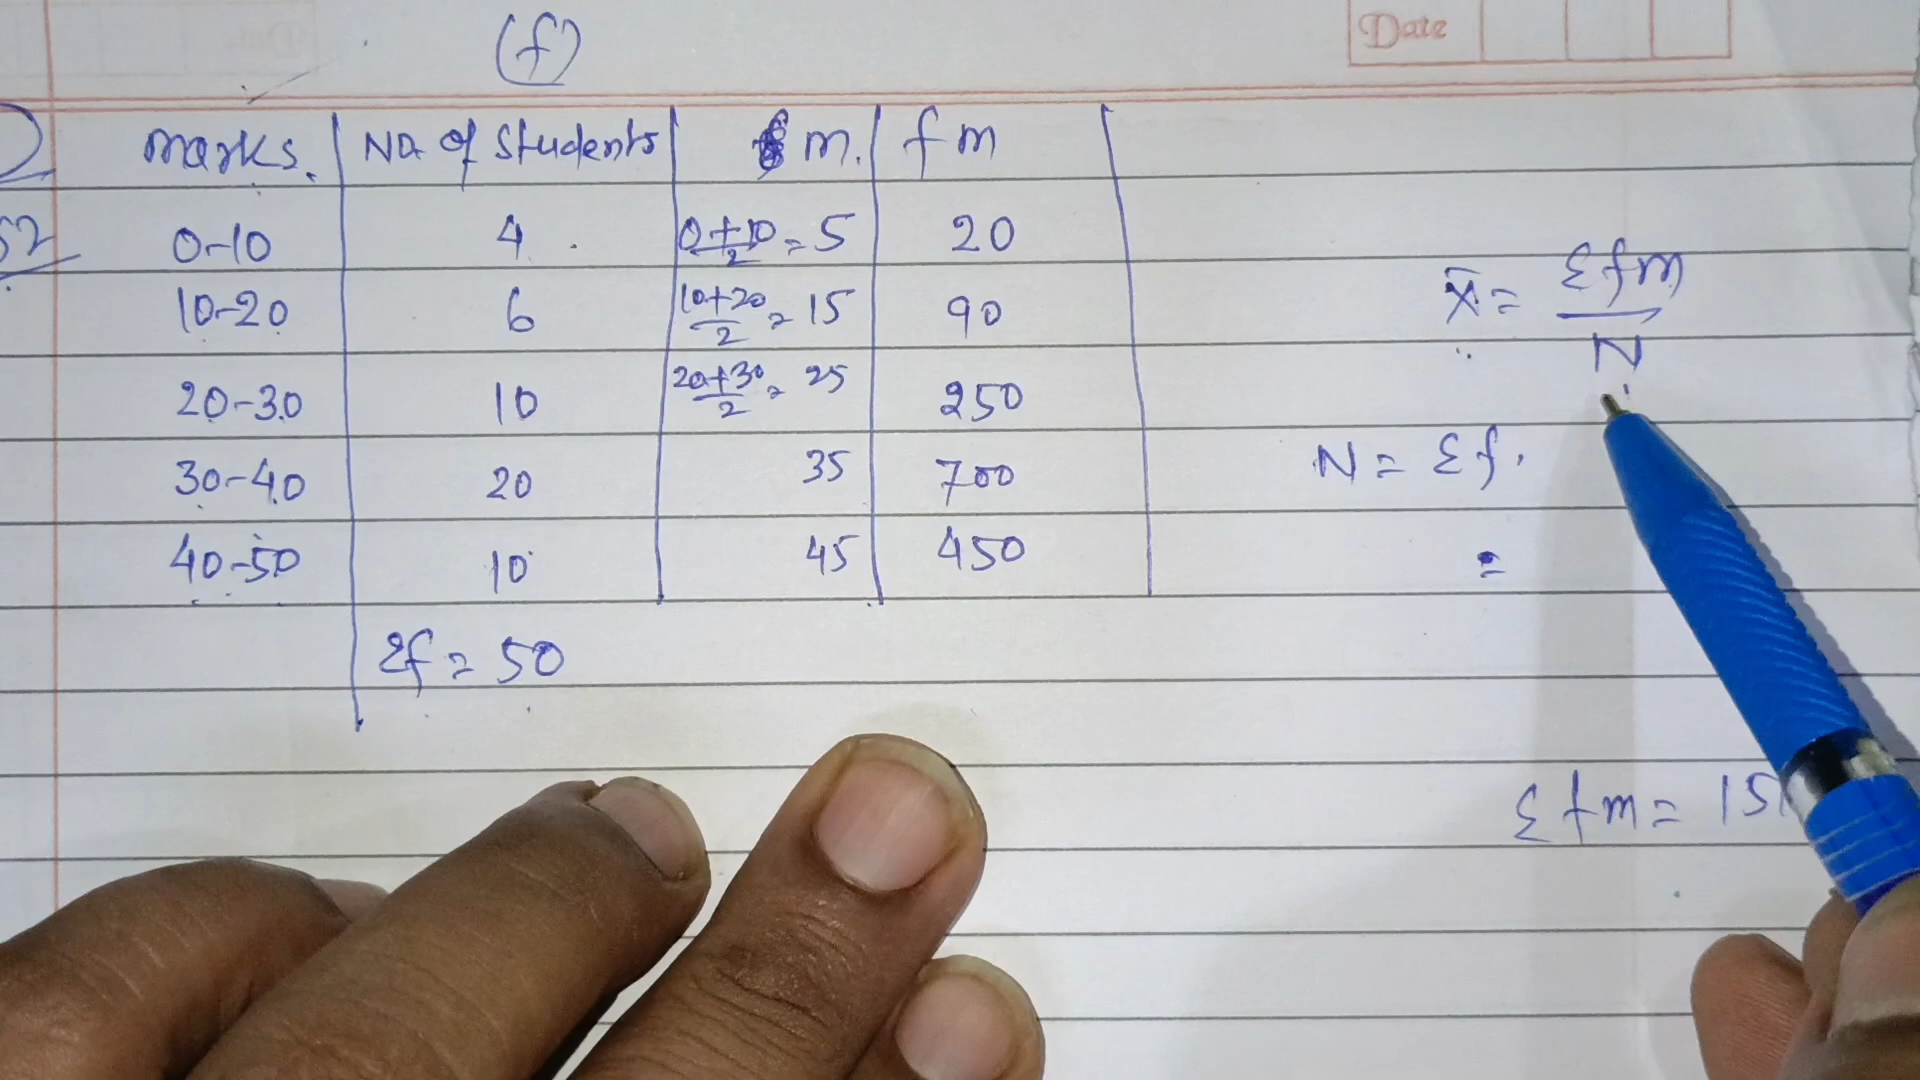 Date
(f)
marks. No. of Students m. fm
0-10 4 0+10/2 = 5 20
10-20 6 10+20/2 = 15 90
20-30 10 20+30/2 = 25 250
30-40 20 35 700
40-50 10 45 450
Σf = 50
X̄ = Σfm/N
N = Σf.
=
Σfm = 151